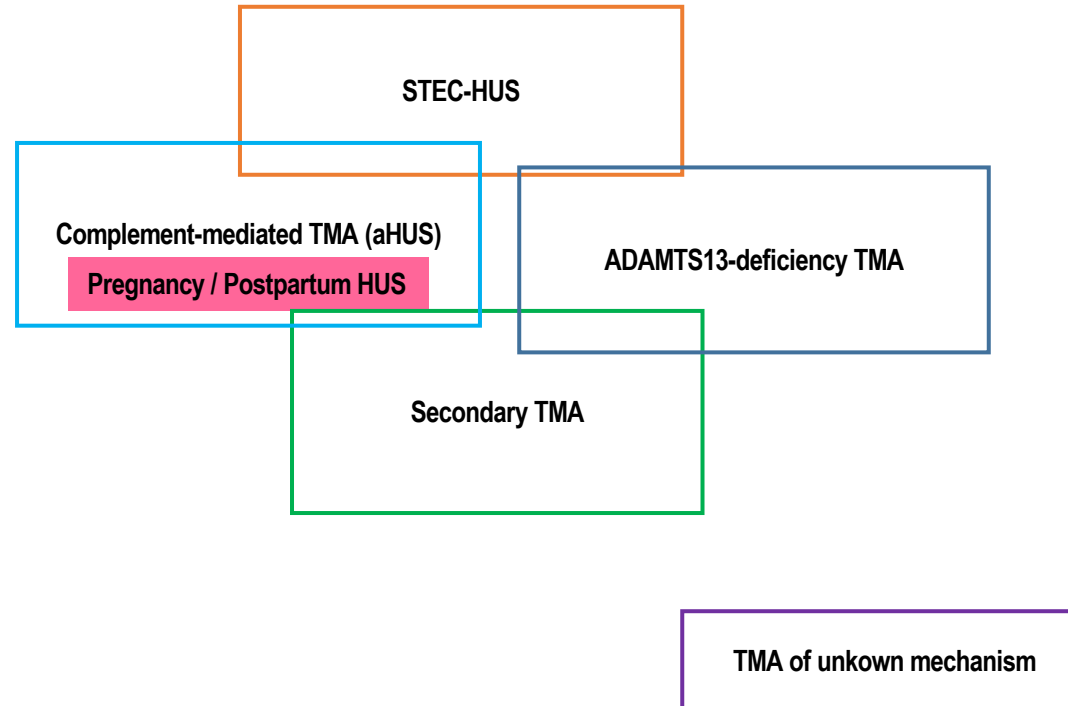 STEC-HUS
Complement-mediated TMA (aHUS)
Pregnancy / Postpartum HUS
ADAMTS13-deficiency TMA
Secondary TMA
TMA of unkown mechanism